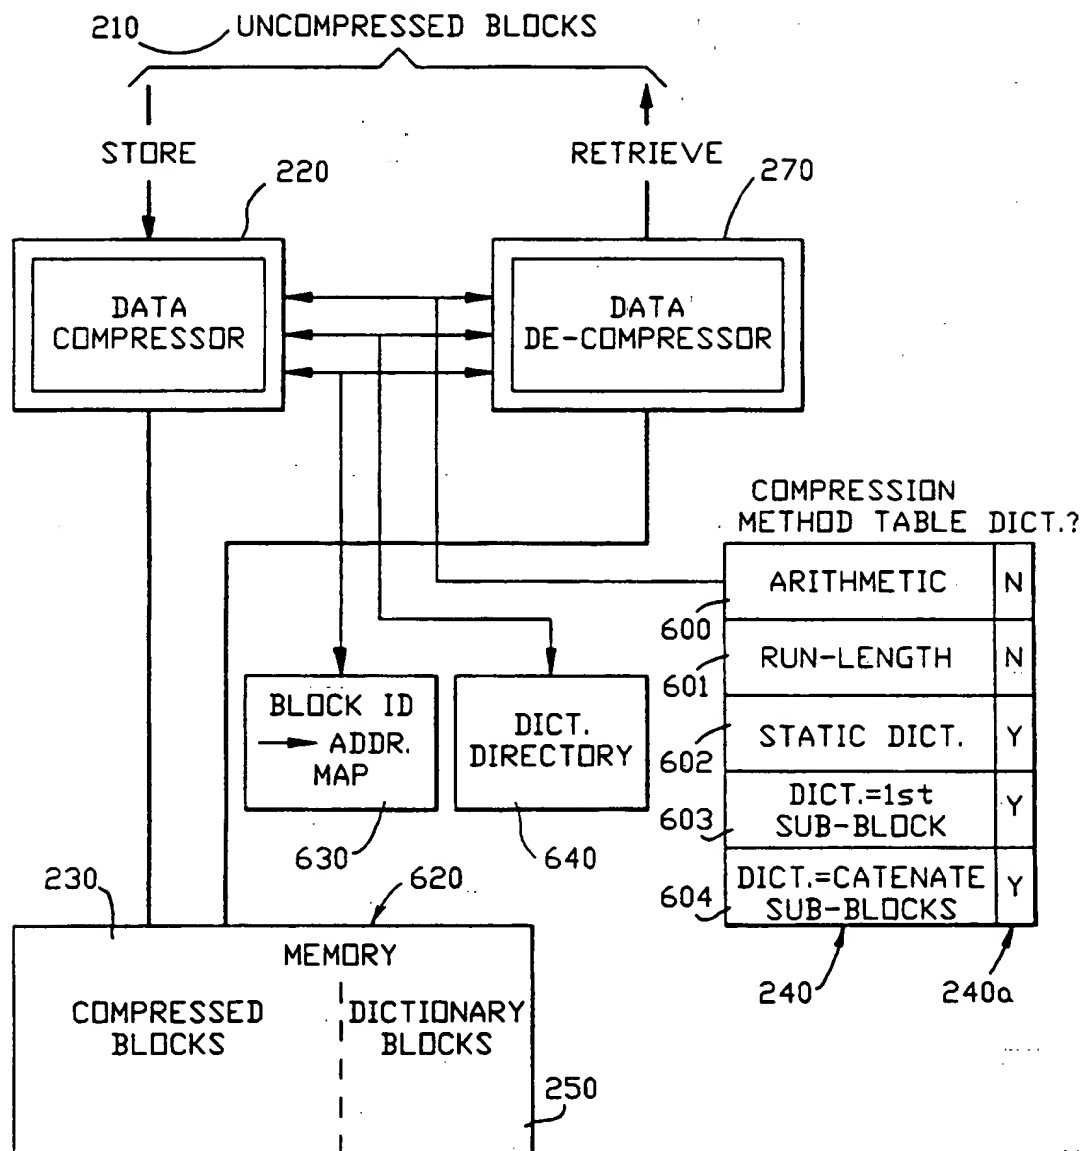 210 UNCOMPRESSED BLOCKS
STORE
RETRIEVE
220
270
DATA
COMPRESSOR
DATA
DE-COMPRESSOR
COMPRESSION
METHOD TABLE DICT.?
ARITHMETIC N
600
RUN-LENGTH N
601
STATIC DICT. Y
602
DICT.=1st
SUB-BLOCK Y
603
DICT.=CATENATE
SUB-BLOCKS Y
604
240
240a
BLOCK ID
→ ADDR.
MAP
630
DICT.
DIRECTORY
640
230
620
MEMORY
COMPRESSED
BLOCKS
DICTIONARY
BLOCKS
250